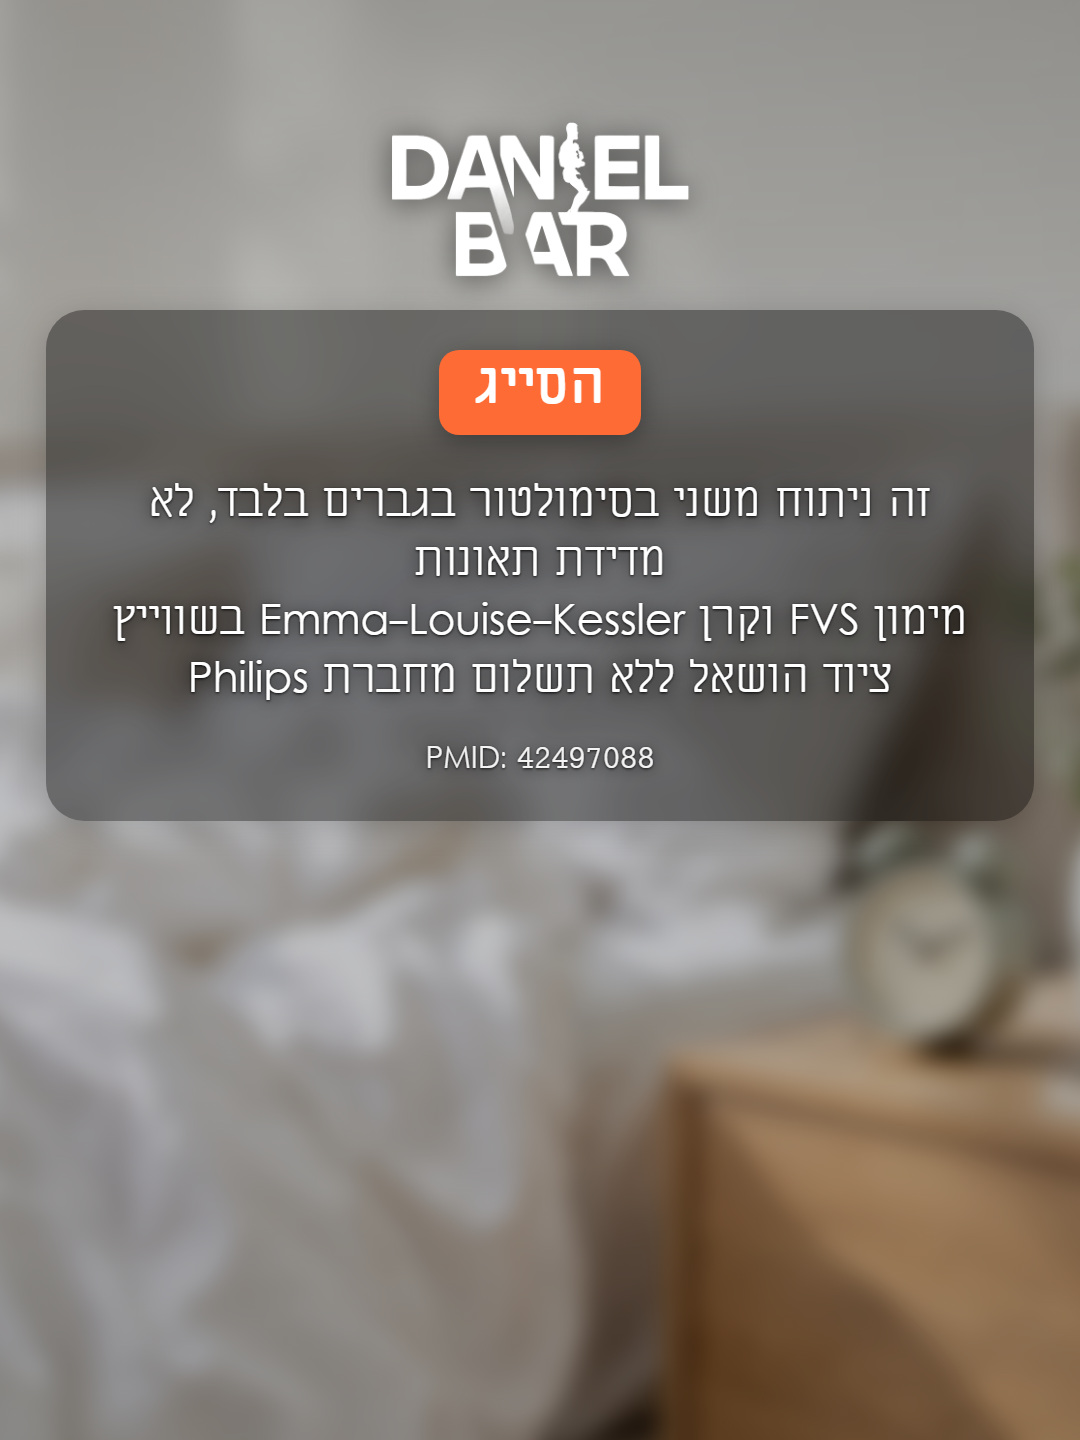 DANIEL
BAR
הסייג
זה ניתוח משני בסימולטור בגברים בלבד, לא
מדידת תאונות
מימון FVS וקרן Emma-Louise-Kessler בשווייץ
ציוד הושאל ללא תשלום מחברת Philips
PMID: 42497088